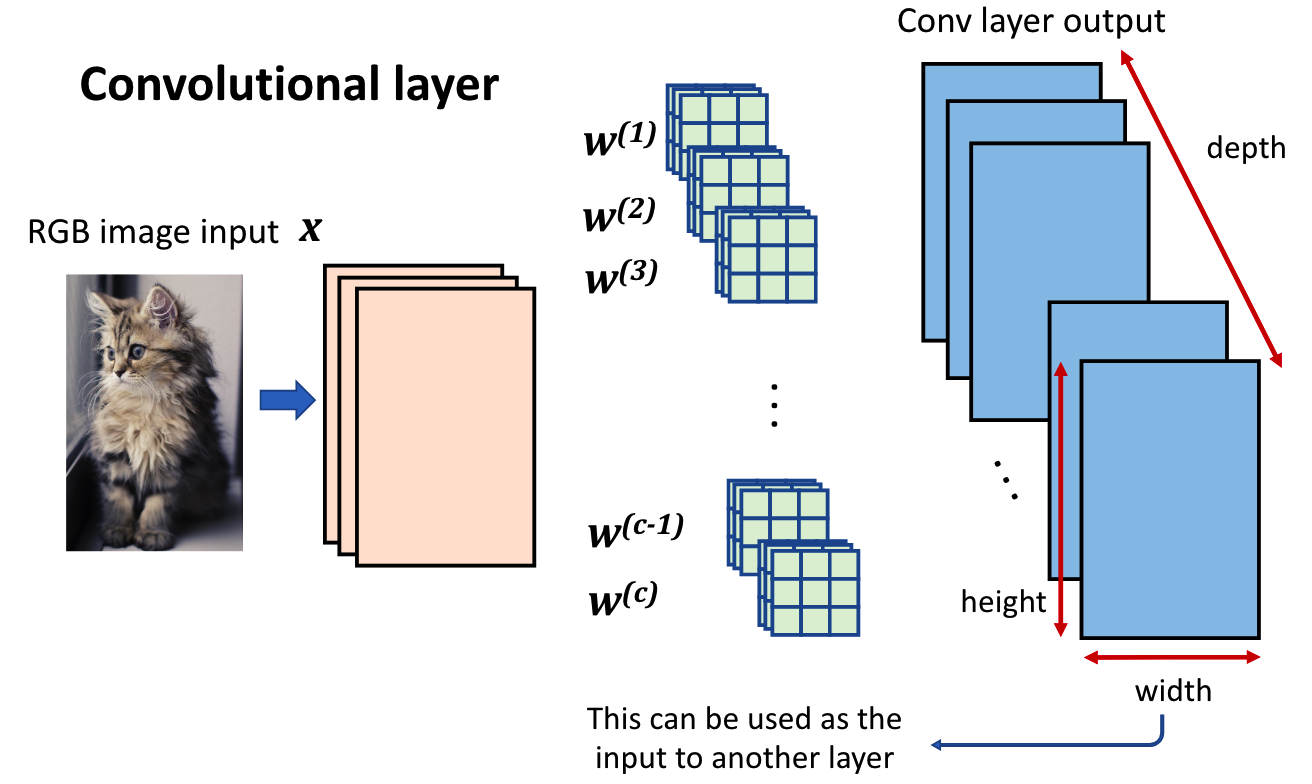 Convolutional layer
RGB image input x
w(1)
w(2)
w(3)
⋮
w(c-1)
w(c)
Conv layer output
depth
⋱
height
width
This can be used as the
input to another layer